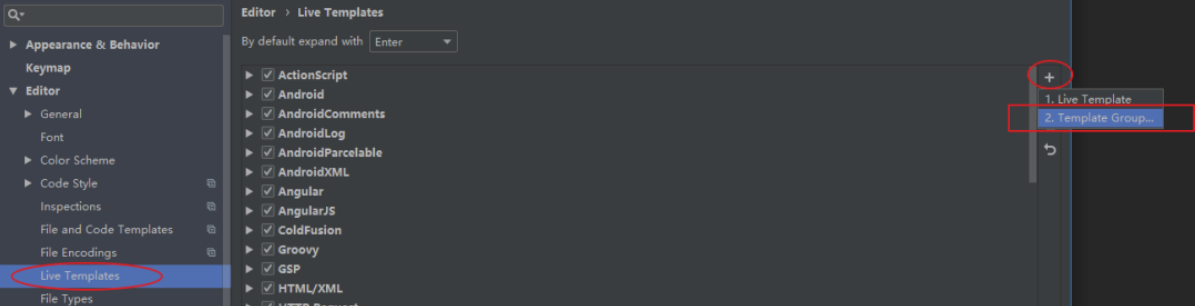 Editor › Live Templates
By default expand with Enter
Appearance & Behavior
Keymap
Editor
General
Font
Color Scheme
Code Style
Inspections
File and Code Templates
File Encodings
Live Templates
File Types
ActionScript
Android
AndroidComments
AndroidLog
AndroidParcelable
AndroidXML
Angular
AngularJS
ColdFusion
Groovy
GSP
HTML/XML
HTTP Request
1. Live Template
2. Template Group...